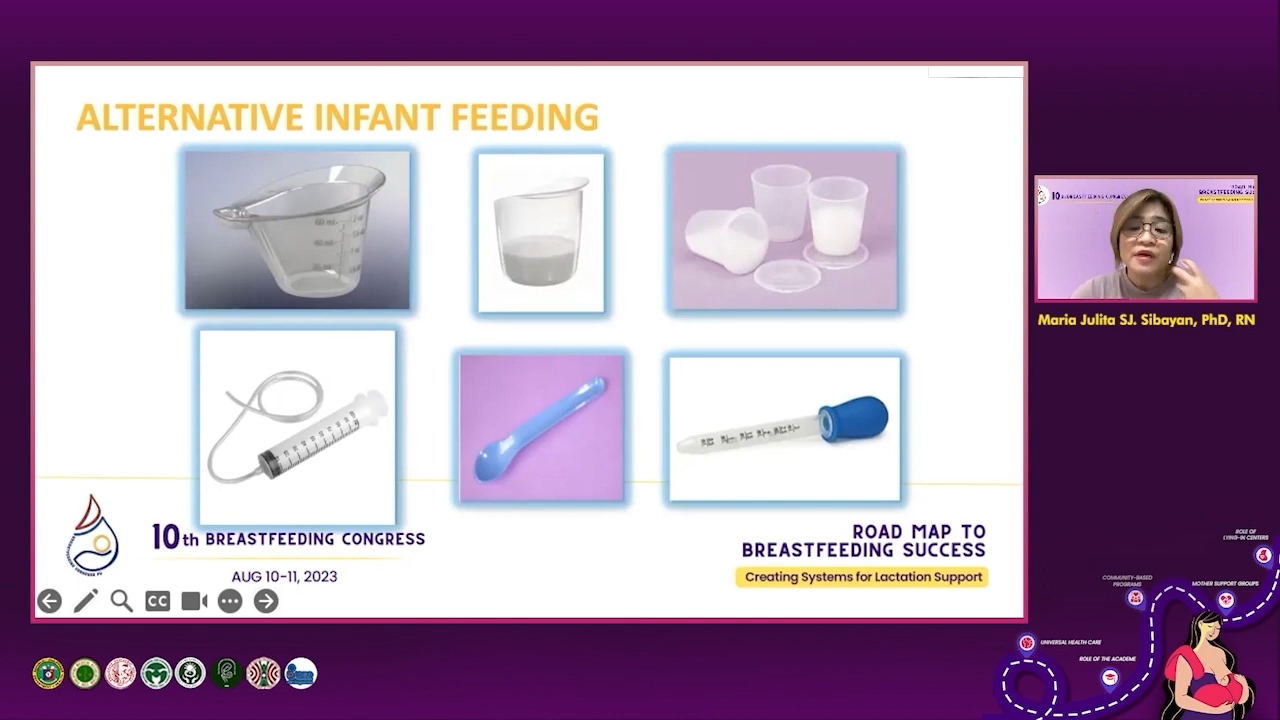 ALTERNATIVE INFANT FEEDING
10th BREASTFEEDING CONGRESS
AUG 10-11, 2023
ROAD MAP TO
BREASTFEEDING SUCCESS
Creating Systems for Lactation Support
CC
Maria Julita SJ. Sibayan, PhD, RN
ROLE OF
LYING-IN CENTERS
COMMUNITY-BASED
PROGRAMS
MOTHER SUPPORT GROUPS
UNIVERSAL HEALTH CARE
ROLE OF THE ACADEME